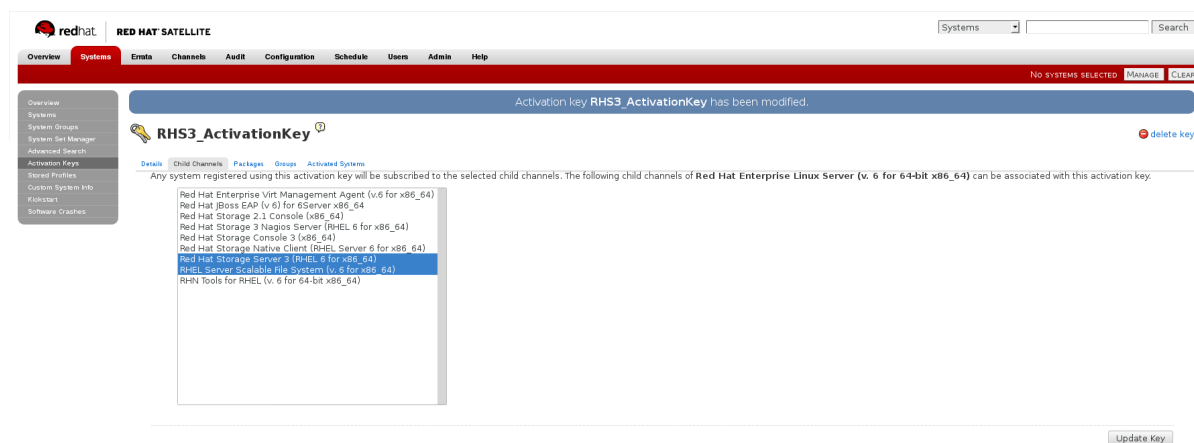 redhat. RED HAT SATELLITE
Systems Search
Overview Systems Errata Channels Audit Configuration Schedule Users Admin Help
NO SYSTEMS SELECTED MANAGE CLEAR
Overview
Systems
System Groups
System Set Manager
Advanced Search
Activation Keys
Stored Profiles
Custom System Info
Kickstart
Software Crashes
Activation key RHS3_ActivationKey has been modified.
RHS3_ActivationKey ?
delete key
Details Child Channels Packages Groups Activated Systems
Any system registered using this activation key will be subscribed to the selected child channels. The following child channels of Red Hat Enterprise Linux Server (v. 6 for 64-bit x86_64) can be associated with this activation key.
Red Hat Enterprise Virt Management Agent (v.6 for x86_64)
Red Hat JBoss EAP (v 6) for 6Server x86_64
Red Hat Storage 2.1 Console (x86_64)
Red Hat Storage 3 Nagios Server (RHEL 6 for x86_64)
Red Hat Storage Console 3 (x86_64)
Red Hat Storage Native Client (RHEL Server 6 for x86_64)
Red Hat Storage Server 3 (RHEL 6 for x86_64)
RHEL Server Scalable File System (v. 6 for x86_64)
RHN Tools for RHEL (v. 6 for 64-bit x86_64)
Update Key